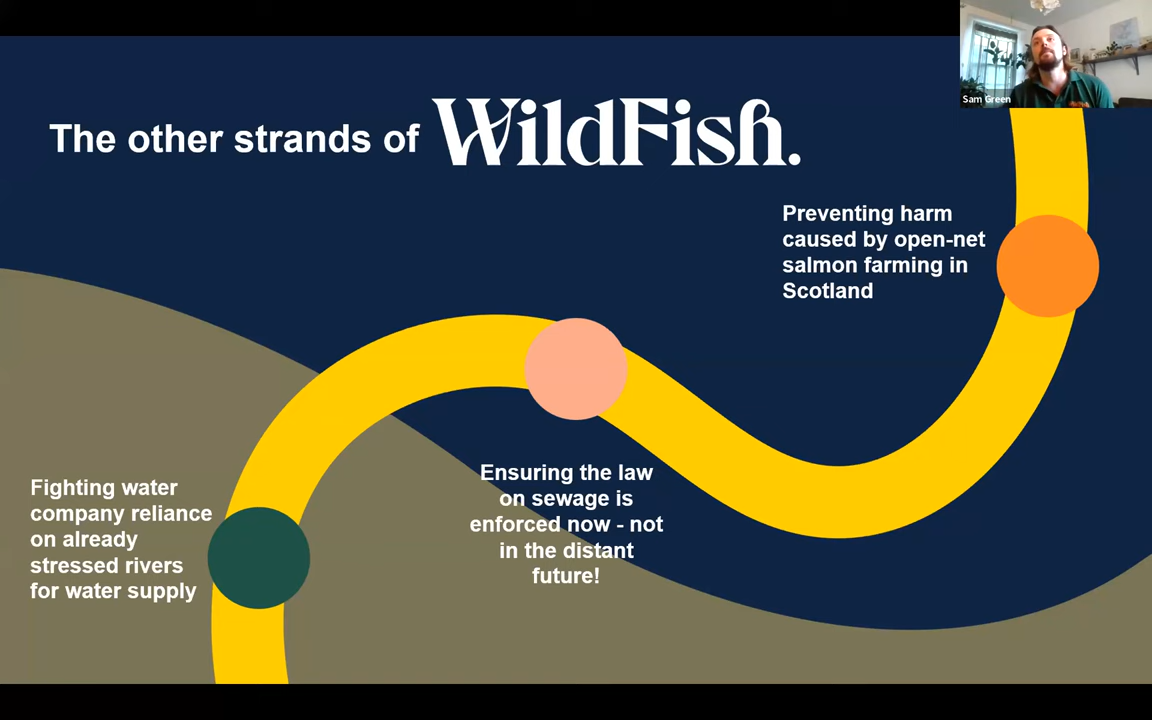 Sam Green
The other strands of WildFish.
Preventing harm
caused by open-net
salmon farming in
Scotland
Ensuring the law
on sewage is
enforced now - not
in the distant
future!
Fighting water
company reliance
on already
stressed rivers
for water supply